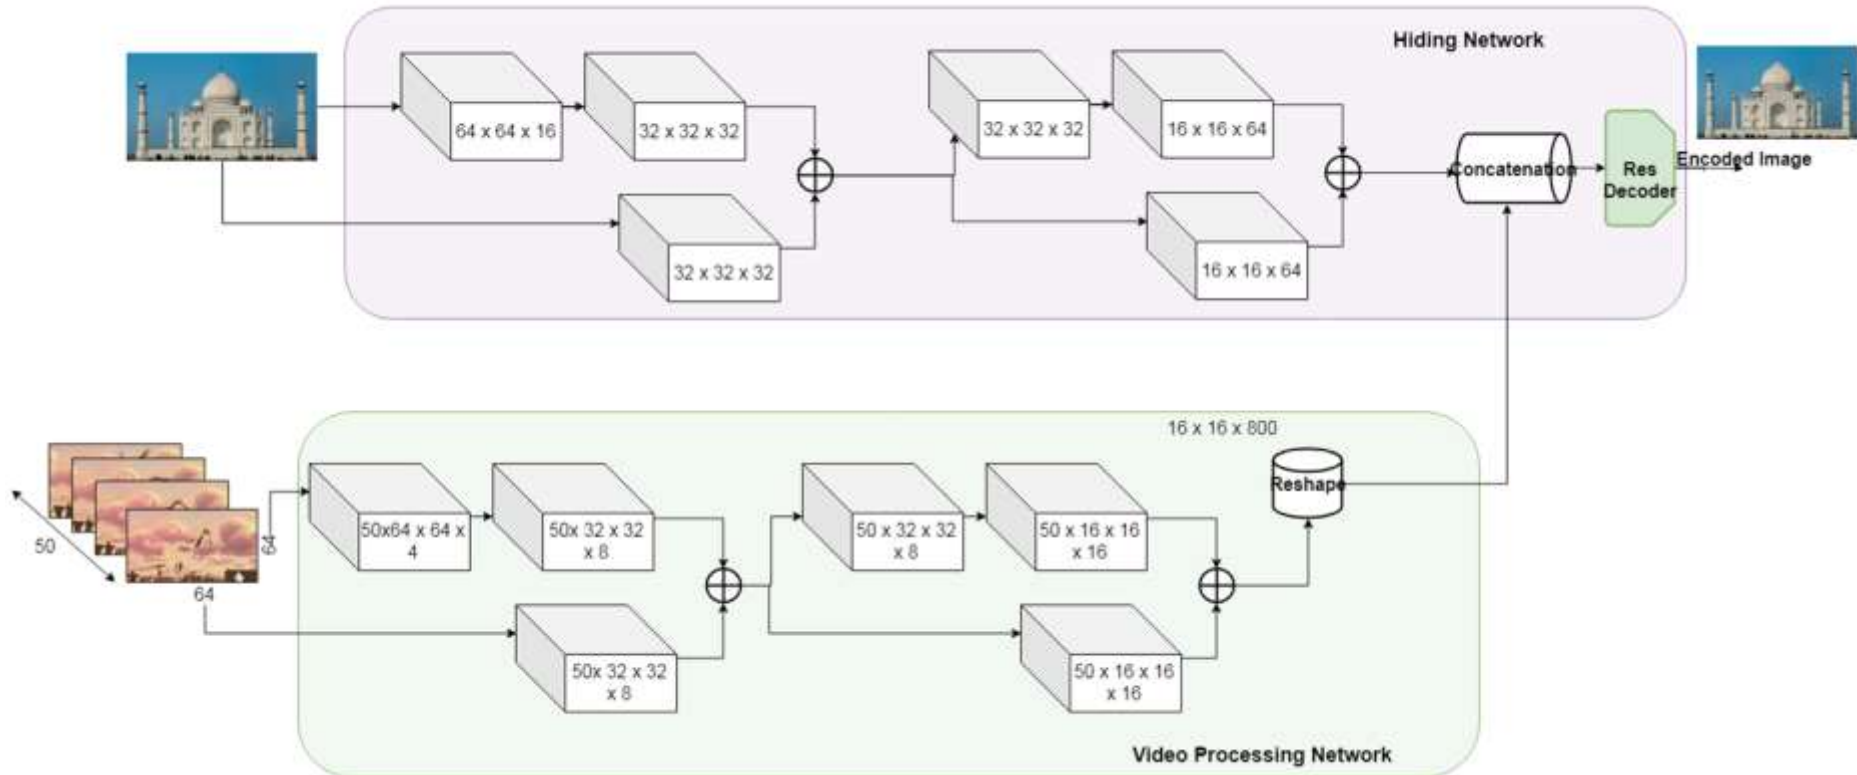 Hiding Network
64 x 64 x 16
32 x 32 x 32
32 x 32 x 32
16 x 16 x 64
Concatenation
Res
Decoder
Encoded Image
32 x 32 x 32
16 x 16 x 64
16 x 16 x 800
Reshape
50
64
64
50x64 x 64 x
4
50x 32 x 32
x 8
50 x 32 x 32
x 8
50 x 16 x 16
x 16
50x 32 x 32
x 8
50 x 16 x 16
x 16
Video Processing Network